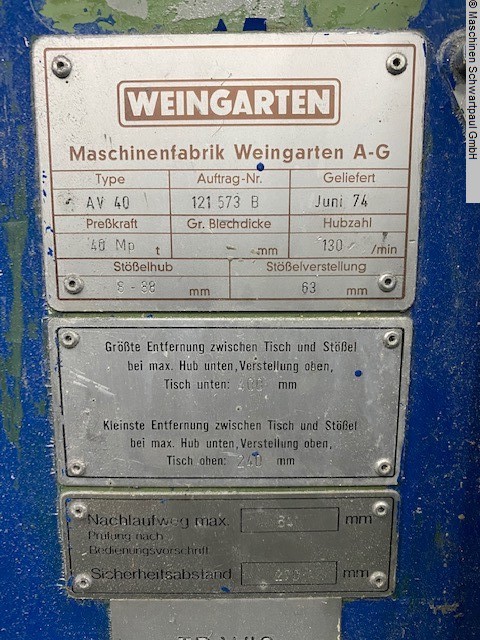 WEINGARTEN
Maschinenfabrik Weingarten A-G
Type Auftrag-Nr. Geliefert
AV 40 121 573 B Juni 74
Preßkraft Gr. Blechdicke Hubzahl
40 Mp t mm 130 /min
Stößelhub Stößelverstellung
8 - 88 mm 63 mm
Größte Entfernung zwischen Tisch und Stößel
bei max. Hub unten, Verstellung oben,
Tisch unten: mm
Kleinste Entfernung zwischen Tisch und Stößel
bei max. Hub unten, Verstellung oben,
Tisch oben: 240 mm
Nachlaufweg max. mm
Prüfung nach
Bedienungsvorschrift
Sicherheitsabstand mm
© Maschinen Schwartpaul GmbH